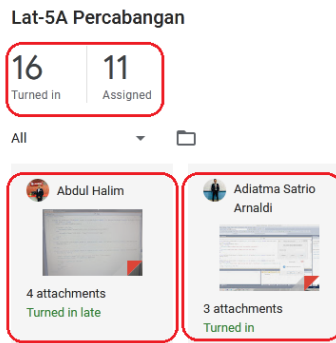 Lat-5A Percabangan
16
Turned in
11
Assigned
All
Abdul Halim
4 attachments
Turned in late
Adiatma Satrio
Arnaldi
3 attachments
Turned in